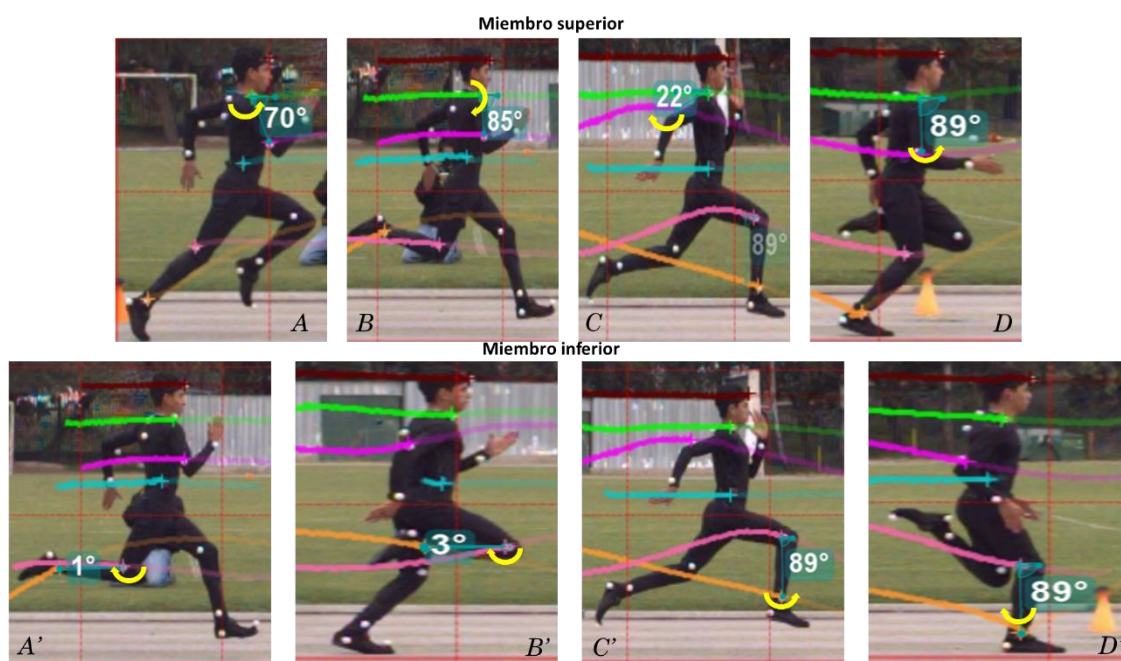 Miembro superior
70°
85°
22°
89°
89°
A
B
C
D
Miembro inferior
1°
3°
89°
89°
A’
B’
C’
D’